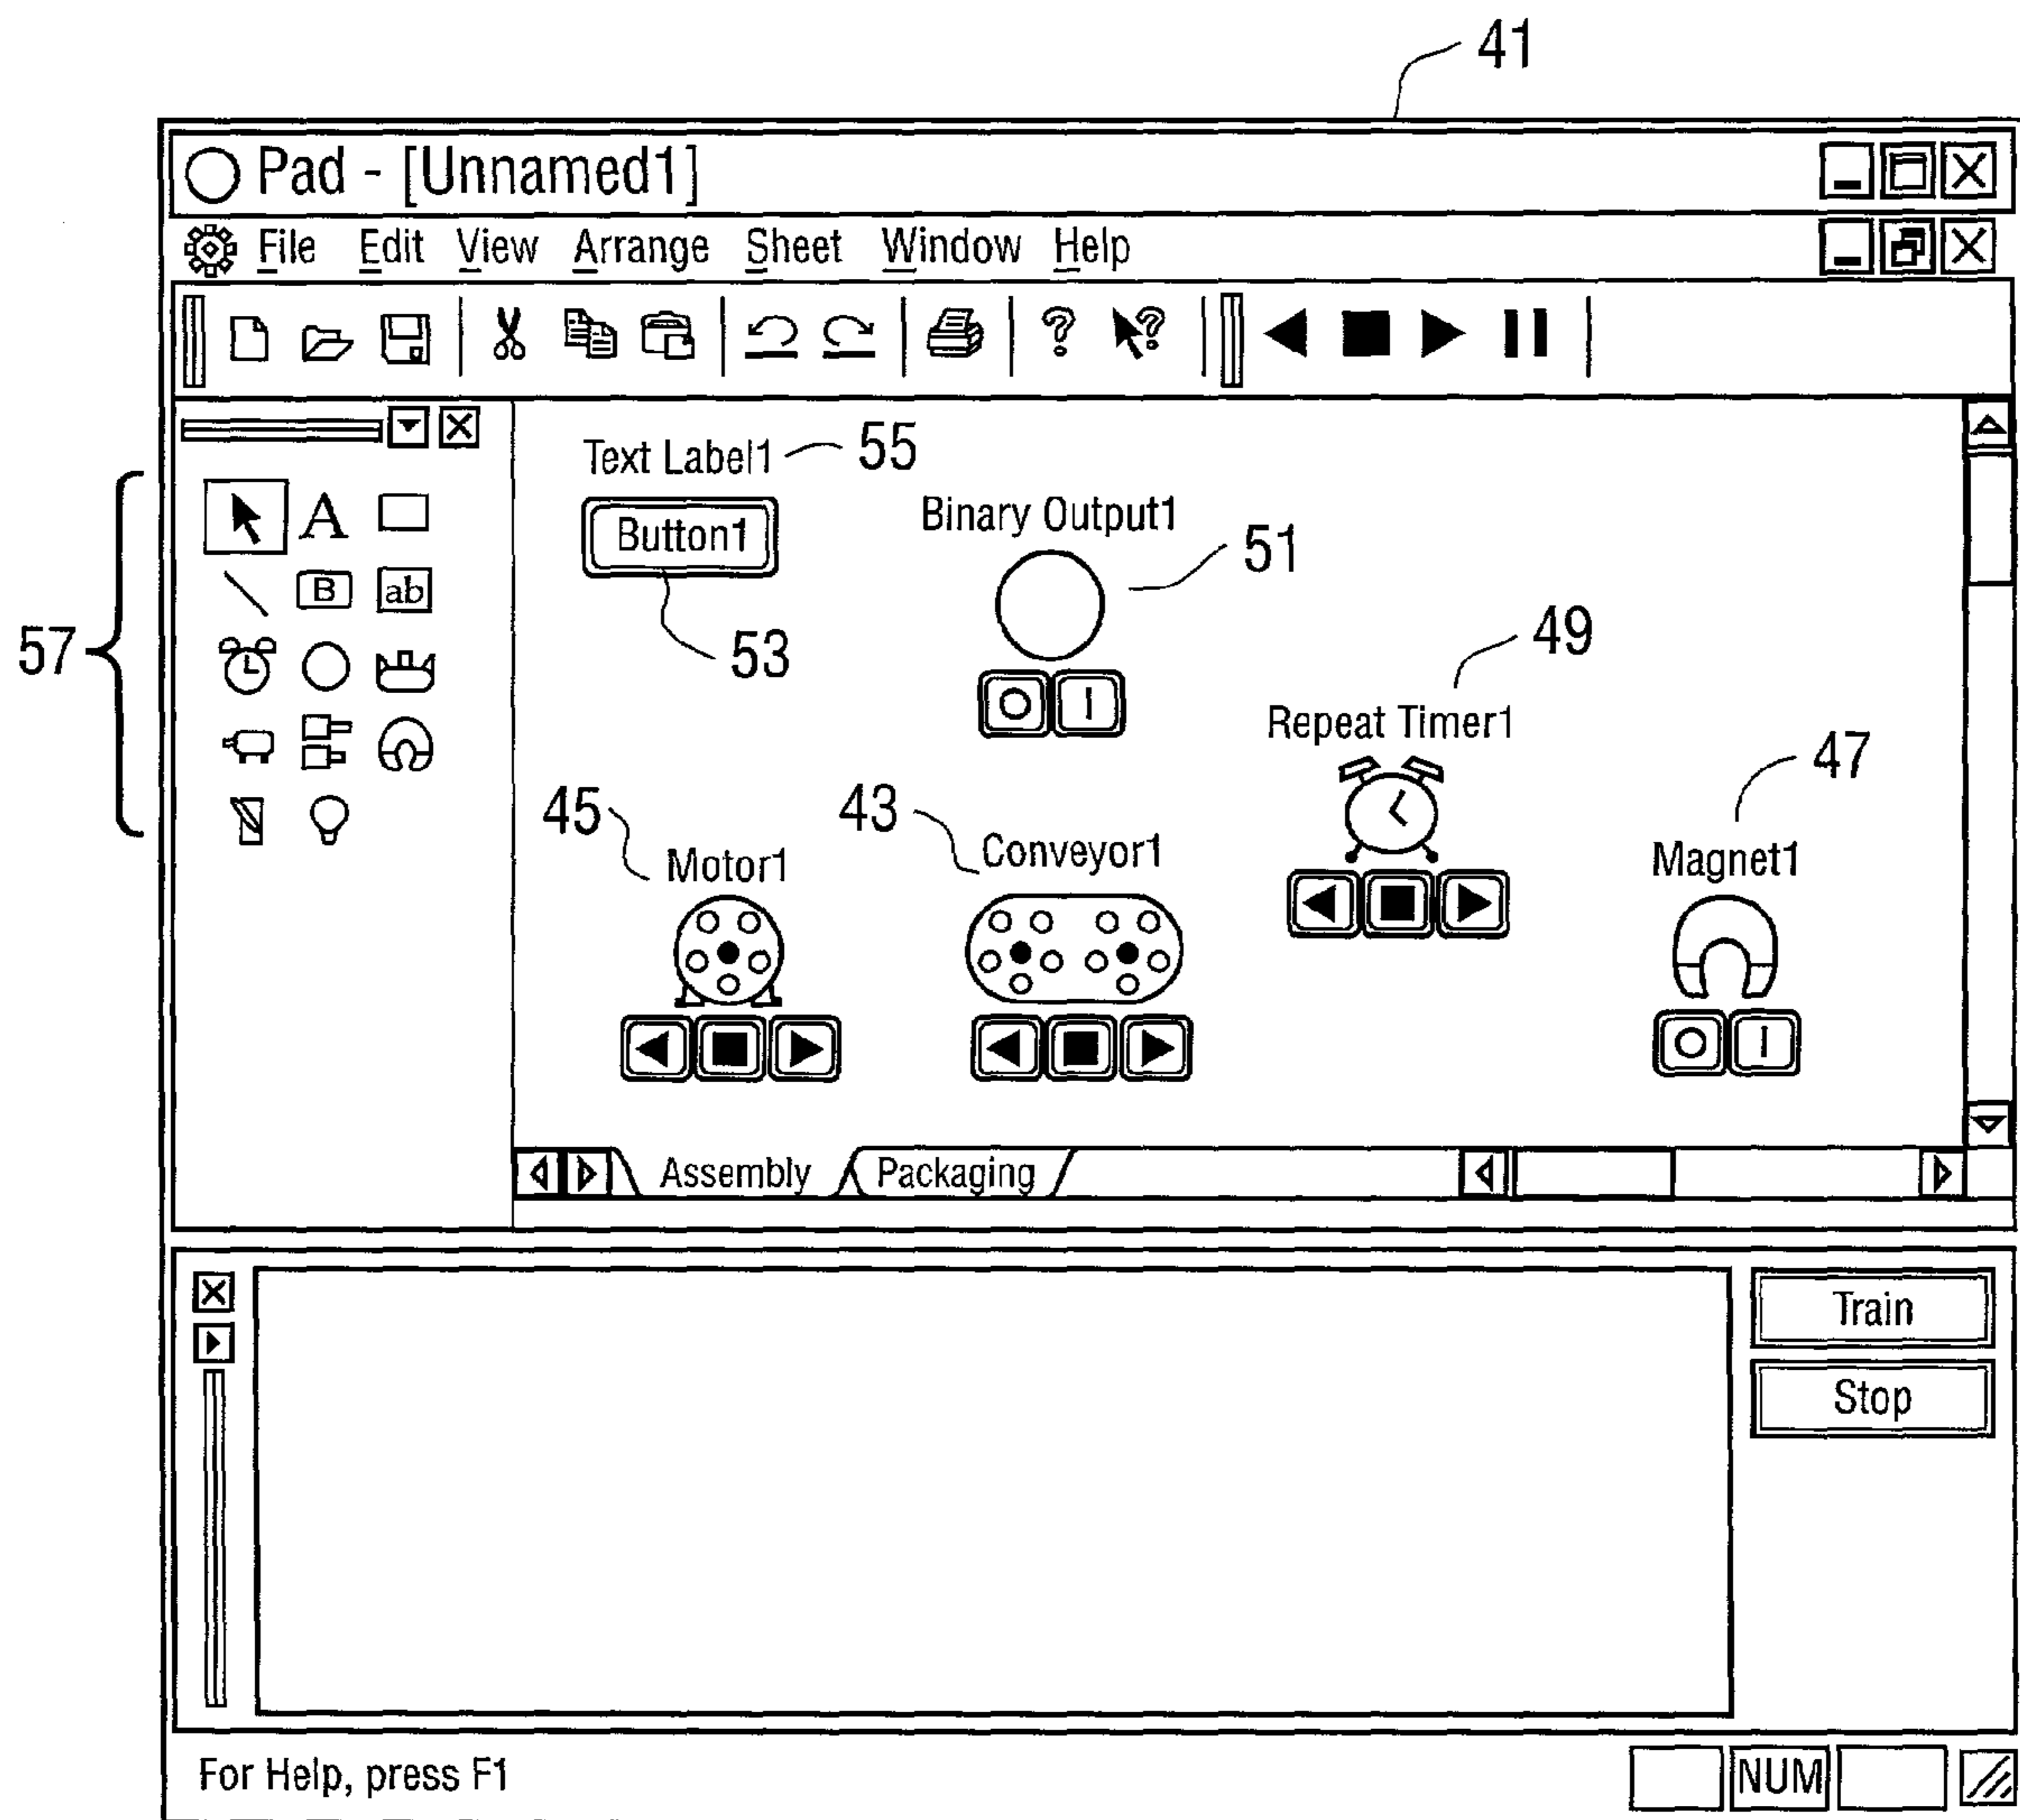 41
Pad - [Unnamed1]
File Edit View Arrange Sheet Window Help
Text Label1 55
Button1
Binary Output1
51
53
57
A
B ab
49
Repeat Timer1
47
45
43
Motor1
Conveyor1
Magnet1
Assembly Packaging
Train
Stop
For Help, press F1
NUM